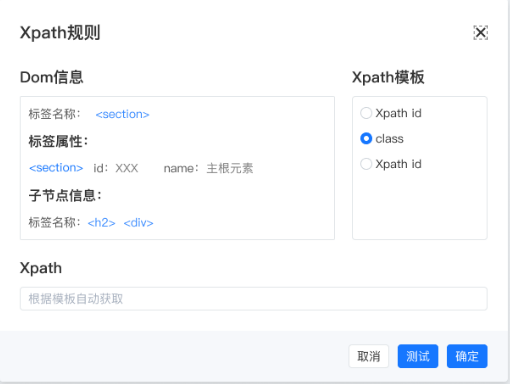 Xpath规则
Dom信息
Xpath模板
标签名称： <section>
标签属性：
<section> id：XXX name：主根元素
子节点信息：
标签名称：<h2> <div>
Xpath id
class
Xpath id
Xpath
根据模板自动获取
取消 测试 确定